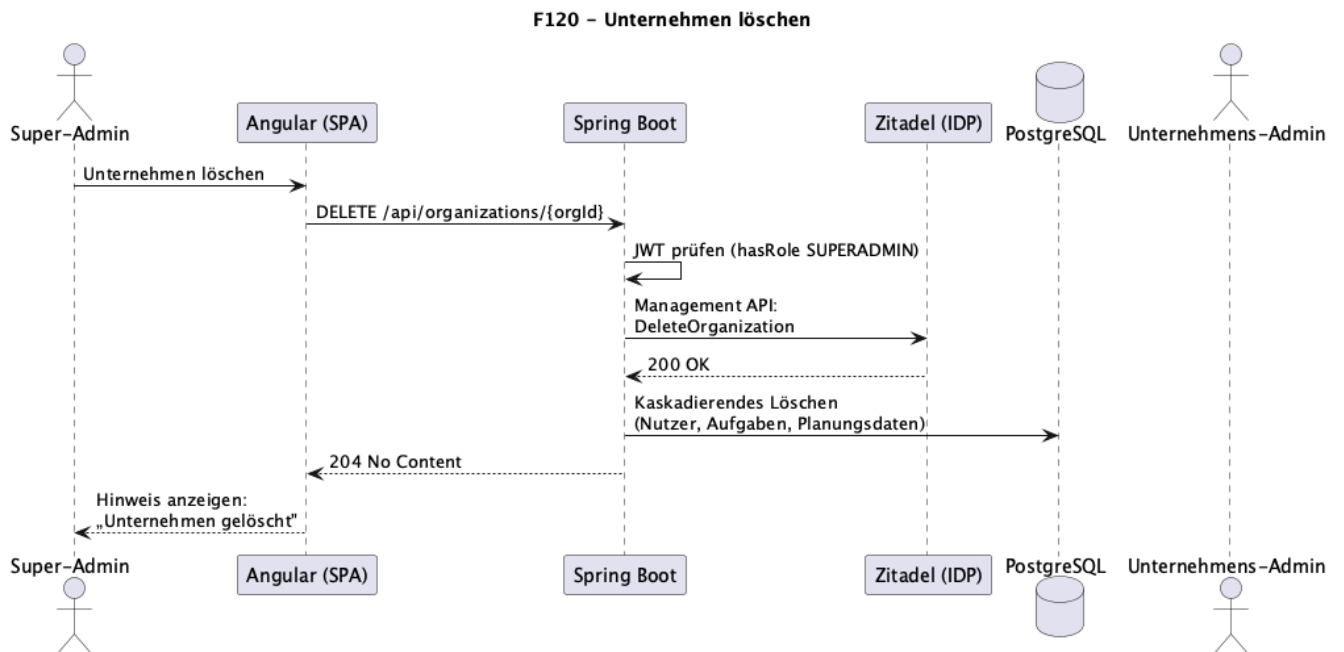 F120 – Unternehmen löschen
Super-Admin
Angular (SPA)
Spring Boot
Zitadel (IDP)
PostgreSQL
Unternehmens-Admin
Unternehmen löschen
DELETE /api/organizations/{orgId}
JWT prüfen (hasRole SUPERADMIN)
Management API:
DeleteOrganization
200 OK
Kaskadierendes Löschen
(Nutzer, Aufgaben, Planungsdaten)
204 No Content
Hinweis anzeigen:
„Unternehmen gelöscht"
Super-Admin
Angular (SPA)
Spring Boot
Zitadel (IDP)
PostgreSQL
Unternehmens-Admin